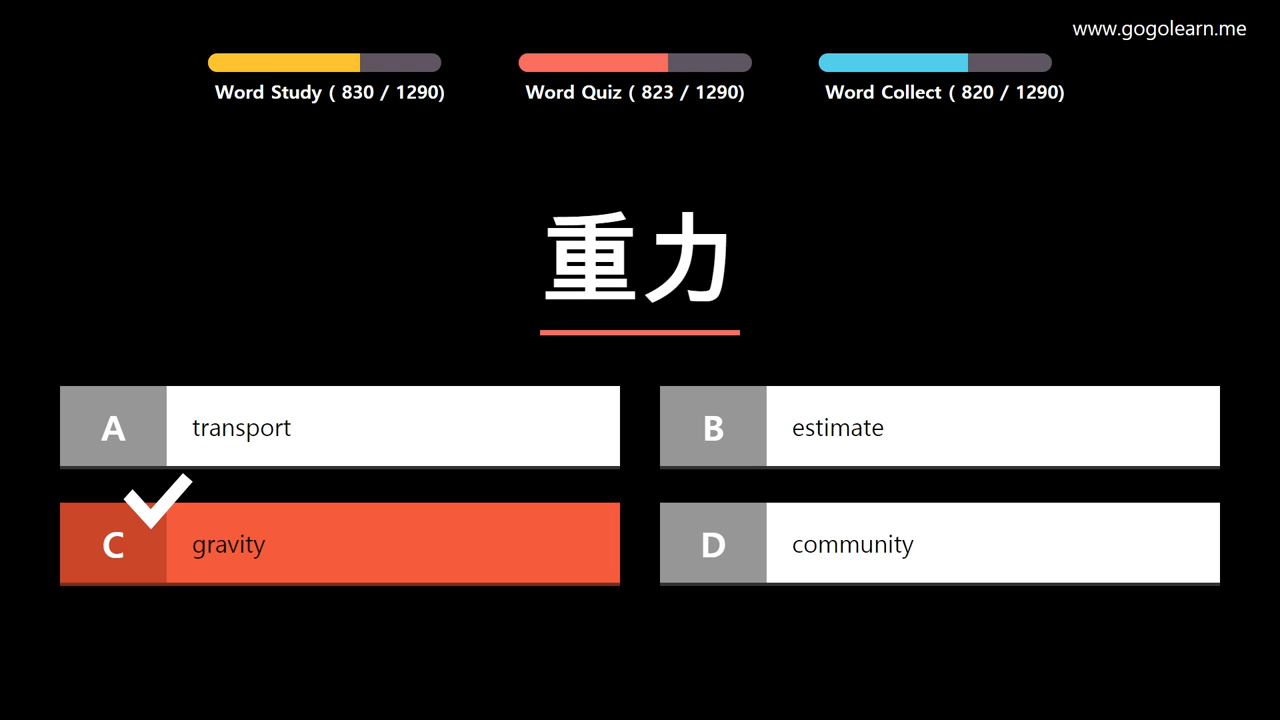 www.gogolearn.me
Word Study ( 830 / 1290)
Word Quiz ( 823 / 1290)
Word Collect ( 820 / 1290)
重力
A transport
B estimate
C gravity
D community